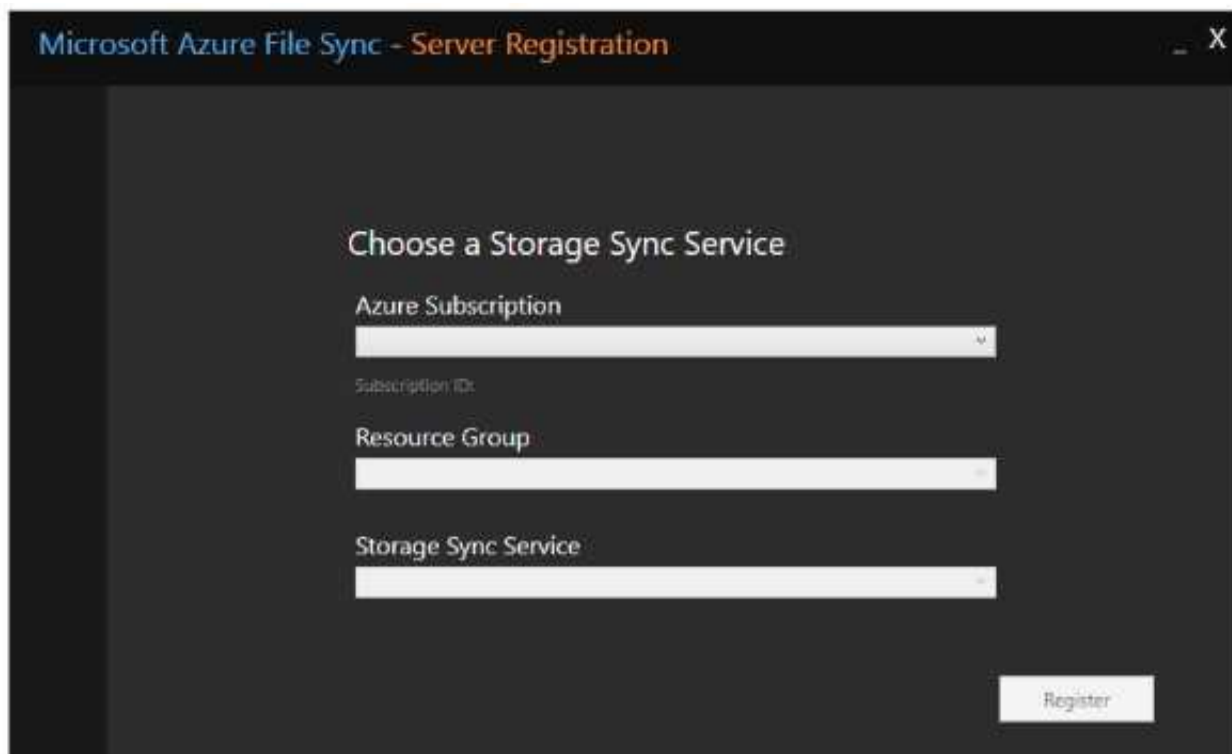 Microsoft Azure File Sync - Server Registration
Choose a Storage Sync Service
Azure Subscription
Subscription ID:
Resource Group
Storage Sync Service
Register